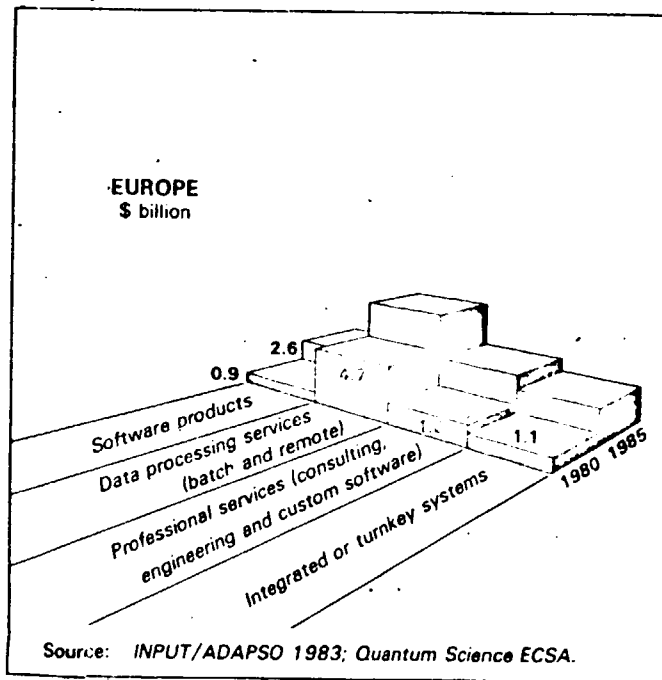 EUROPE
$ billion
2.6
0.9
1.1
1980 1985
Software products
Data processing services
(batch and remote)
Professional services (consulting,
engineering and custom software)
Integrated or turnkey systems
Source: INPUT/ADAPSO 1983; Quantum Science ECSA.